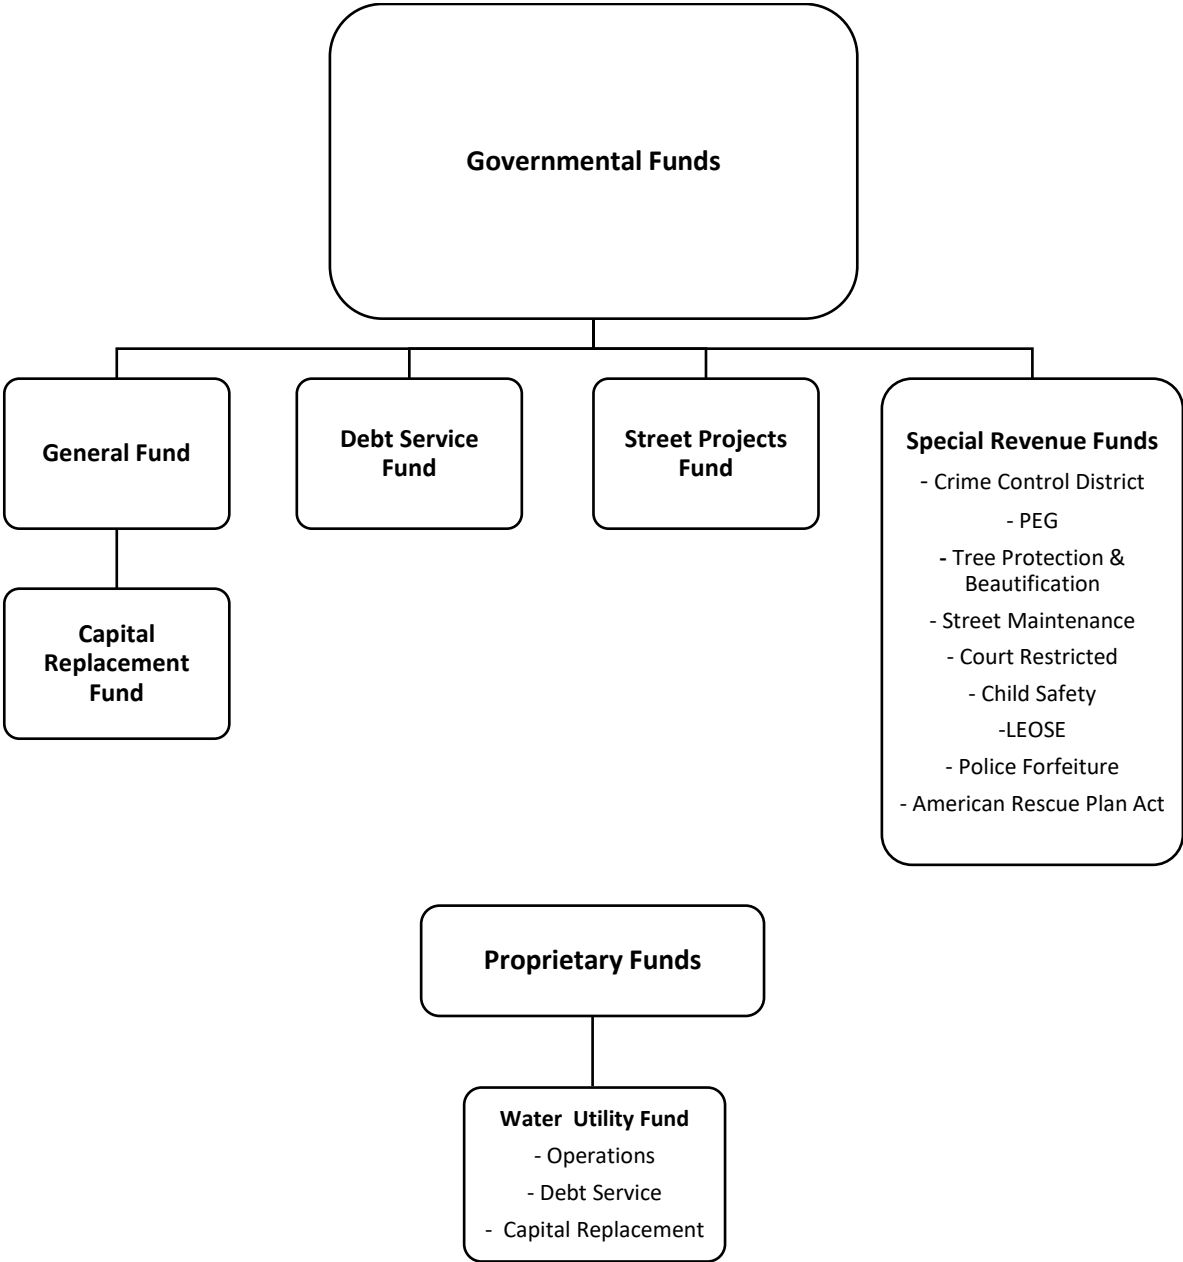 Governmental Funds
General Fund
Debt Service
Fund
Street Projects
Fund
Special Revenue Funds
- Crime Control District
- PEG
- Tree Protection &
Beautification
- Street Maintenance
- Court Restricted
- Child Safety
-LEOSE
- Police Forfeiture
- American Rescue Plan Act
Capital
Replacement
Fund
Proprietary Funds
Water  Utility Fund
- Operations
- Debt Service
-  Capital Replacement